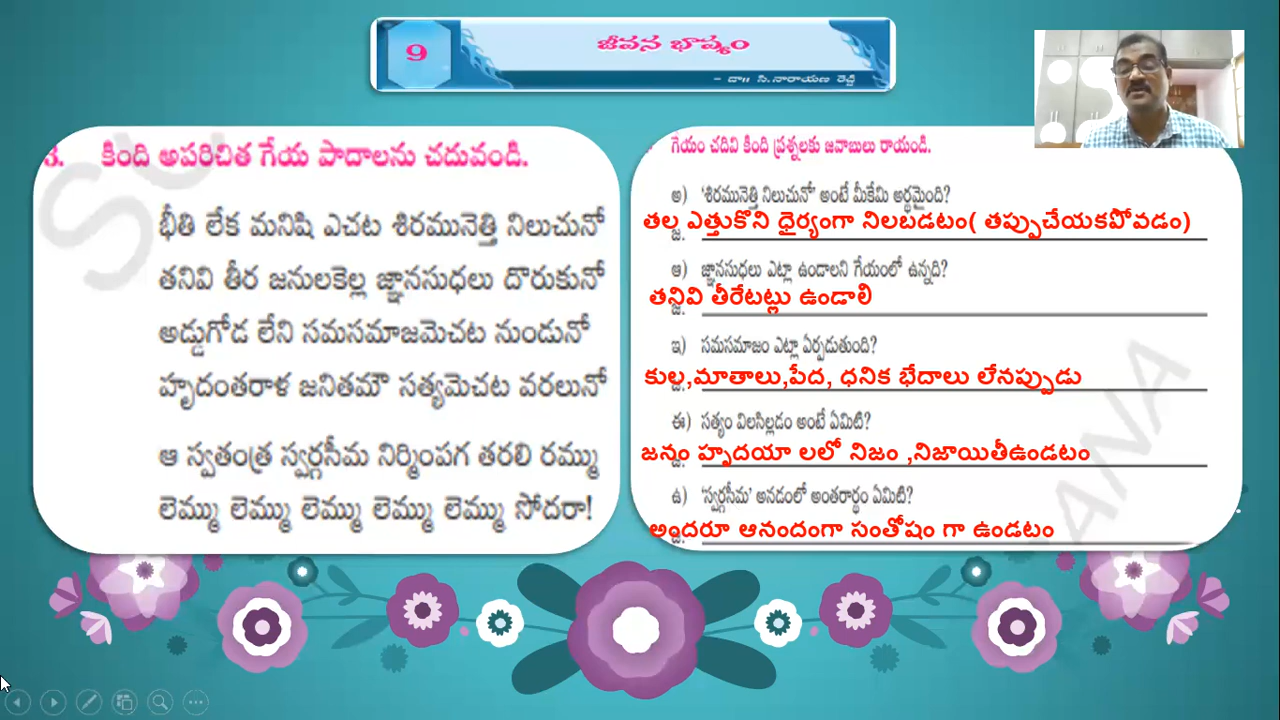 9
జీవన భాష్యం
- డా॥ సి.నారాయణ రెడ్డి
కింది అపరిచిత గేయ పాదాలను చదువండి.
భీతి లేక మనిషి ఎచట శిరమునెత్తి నిలుచునో
తనివి తీర జనులకెల్ల జ్ఞానసుధలు దొరుకునో
అడ్డుగోడ లేని సమసమాజమెచట నుండునో
హృదంతరాళ జనితమౌ సత్యమెచట వరలునో
ఆ స్వతంత్ర స్వర్గసీమ నిర్మింపగ తరలి రమ్ము
లెమ్ము లెమ్ము లెమ్ము లెమ్ము లెమ్ము సోదరా!
గేయం చదివి కింది ప్రశ్నలకు జవాబులు రాయండి.
అ) 'శిరమునెత్తి నిలుచునో' అంటే మీకేమి అర్థమైంది?
తల్ల ఎత్తుకొని ధైర్యంగా నిలబడటం( తప్పుచేయకపోవడం)
ఆ) జ్ఞానసుధలు ఎట్లా ఉండాలని గేయంలో ఉన్నది?
తన్జివి తీరేటట్లు ఉండాలి
ఇ) సమసమాజం ఎట్లా ఏర్పడుతుంది?
కుల్ల,మాతాలు,పేద, ధనిక భేదాలు లేనప్పుడు
ఈ) సత్యం విలసిల్లడం అంటే ఏమిటి?
జనం హృదయా లలో నిజం ,నిజాయితీఉండటం
ఉ) 'స్వర్గసీమ' అనడంలో అంతరార్థం ఏమిటి?
అందరూ ఆనందంగా సంతోషం గా ఉండటం